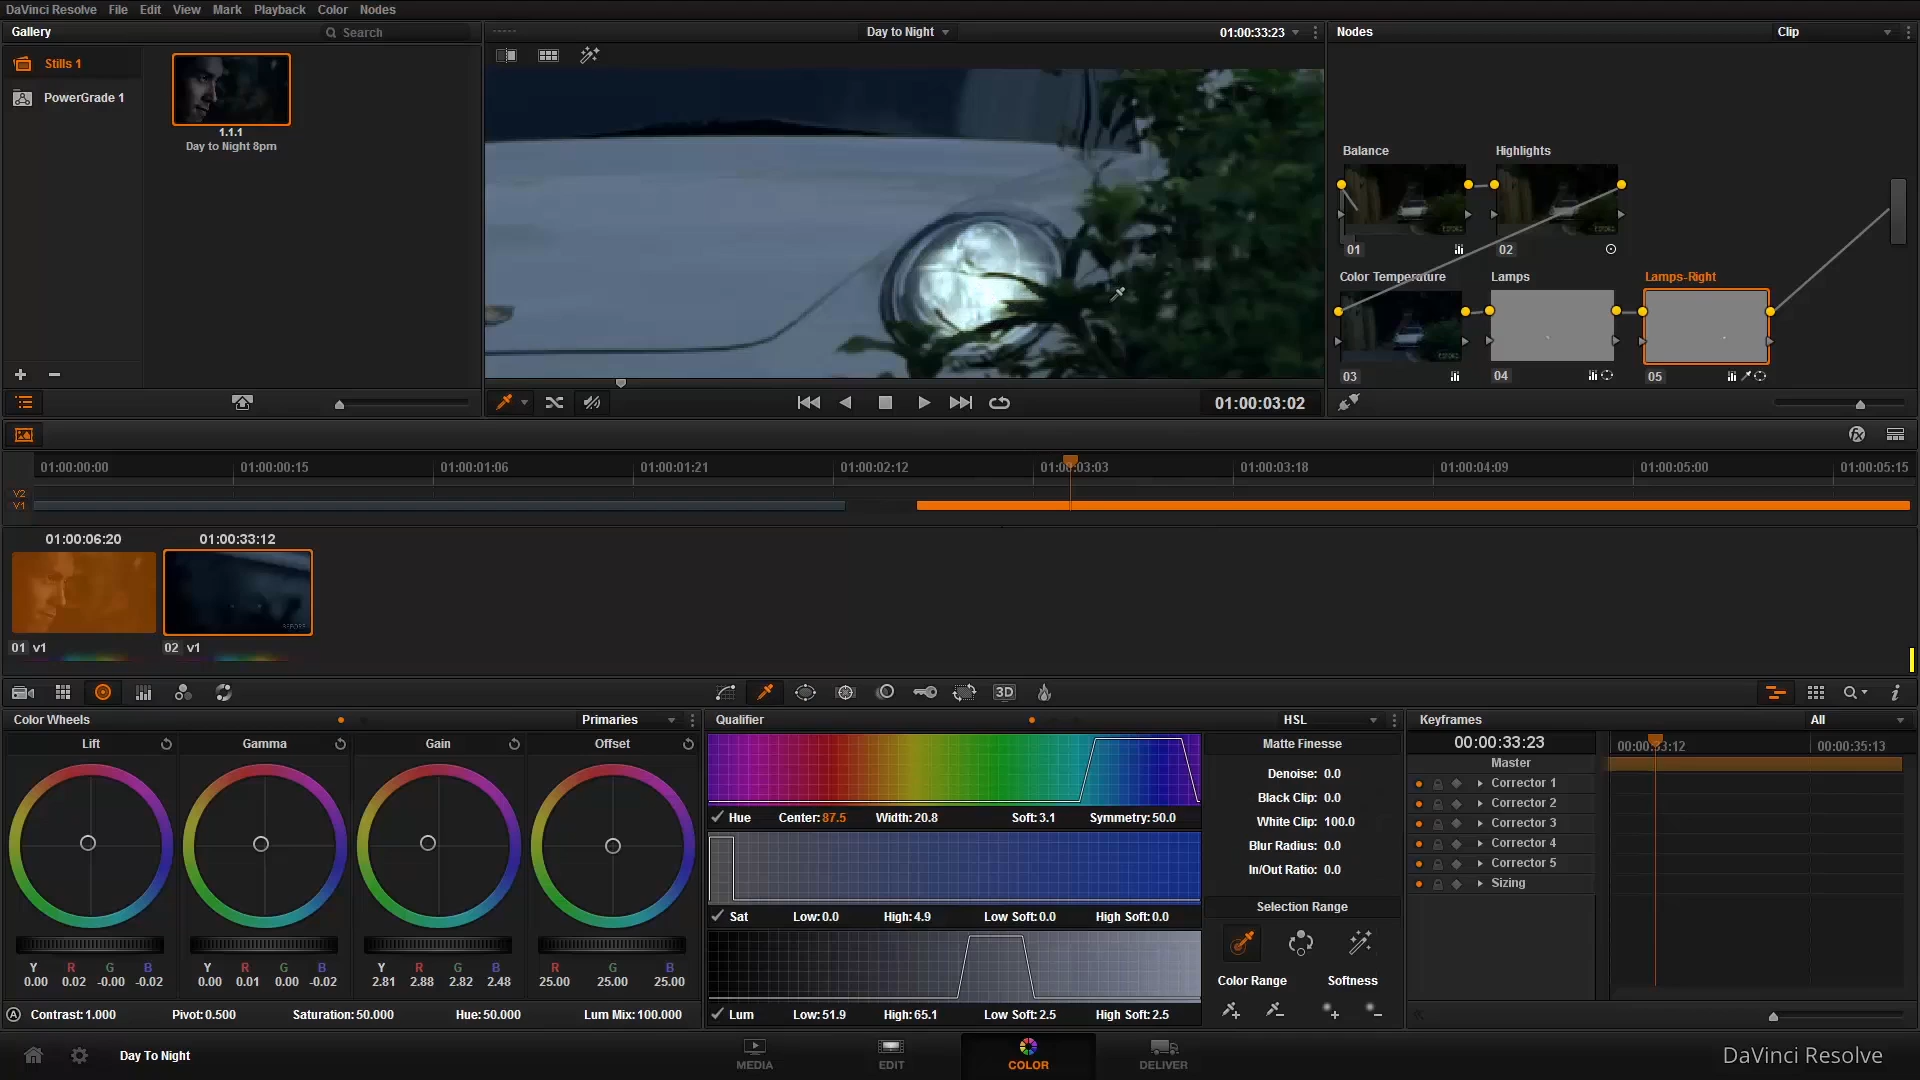 DaVinci Resolve File Edit View Mark Playback Color Nodes
Gallery
Search
Day to Night
01:00:33:23
Nodes
Clip
Stills 1
PowerGrade 1
1.1.1
Day to Night 8pm
Balance
Highlights
01
02
Color Temperature
Lamps
Lamps-Right
03
04
05
01:00:03:02
01:00:00:00 01:00:00:15 01:00:01:06 01:00:01:21 01:00:02:12 01:00:03:03 01:00:03:18 01:00:04:09 01:00:05:00 01:00:05:15
V2
V1
01:00:06:20
01:00:33:12
BEFORE
01 v1
02 v1
3D
Color Wheels
Primaries
Qualifier
HSL
Keyframes
All
Lift
Gamma
Gain
Offset
Matte Finesse
00:00:33:23
00:00:33:12
00:00:35:13
Master
Denoise: 0.0
Corrector 1
Black Clip: 0.0
Corrector 2
Hue Center: 87.5 Width: 20.8 Soft: 3.1 Symmetry: 50.0
White Clip: 100.0
Corrector 3
Blur Radius: 0.0
Corrector 4
In/Out Ratio: 0.0
Corrector 5
Sizing
Selection Range
Sat Low: 0.0 High: 4.9 Low Soft: 0.0 High Soft: 0.0
Y R G B
0.00 0.02 -0.00 -0.02
Y R G B
0.00 0.01 0.00 -0.02
Y R G B
2.81 2.88 2.82 2.48
R G B
25.00 25.00 25.00
Color Range
Softness
A Contrast: 1.000 Pivot: 0.500 Saturation: 50.000 Hue: 50.000 Lum Mix: 100.000
Lum Low: 51.9 High: 65.1 Low Soft: 2.5 High Soft: 2.5
Day To Night
MEDIA
EDIT
COLOR
DELIVER
DaVinci Resolve